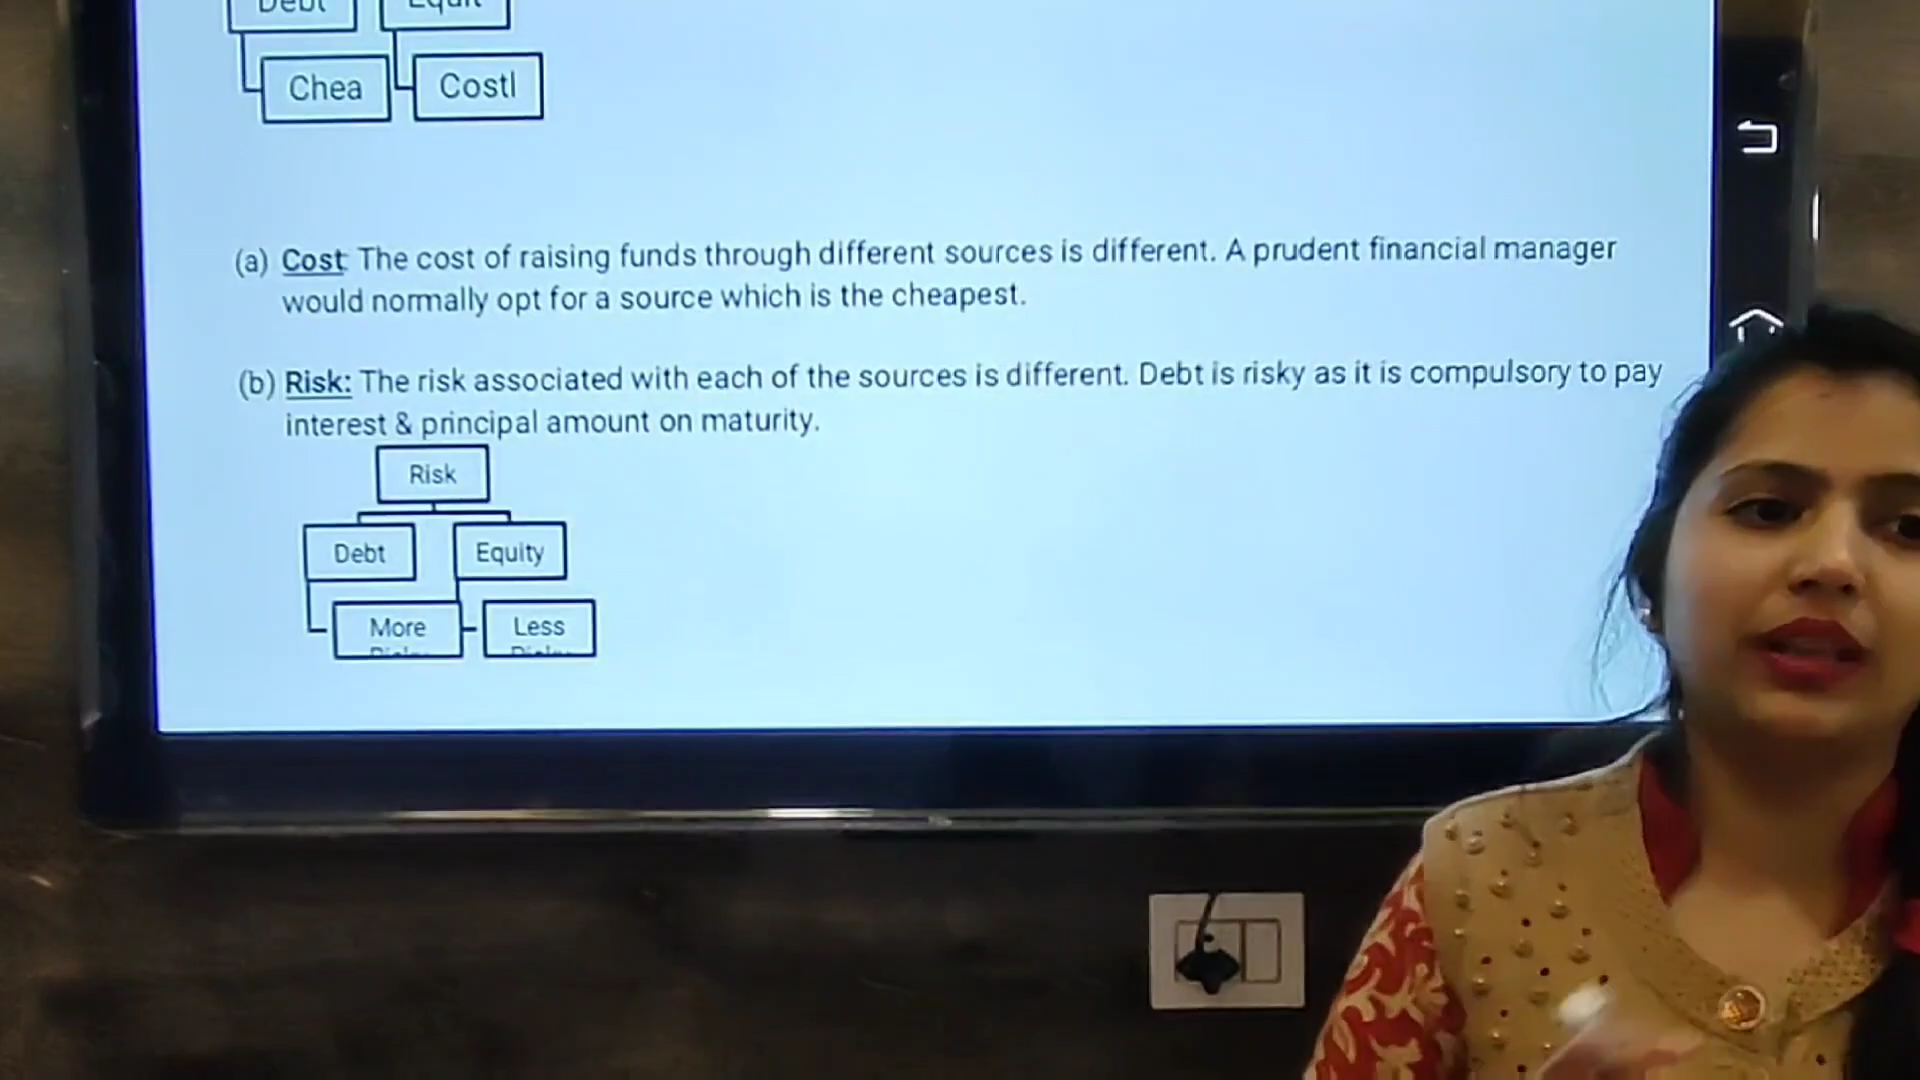 Debt Equit
Chea Costl
(a) Cost: The cost of raising funds through different sources is different. A prudent financial manager
would normally opt for a source which is the cheapest.
(b) Risk: The risk associated with each of the sources is different. Debt is risky as it is compulsory to pay
interest & principal amount on maturity.
Risk
Debt Equity
More Less